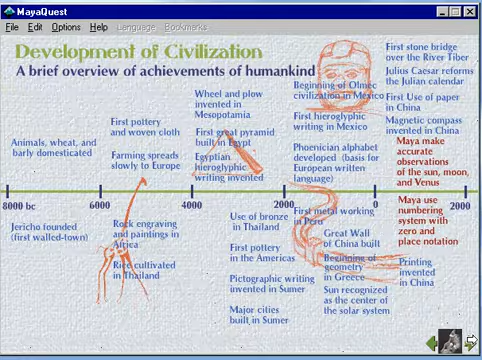 MayaQuest
File Edit Options Help Language Bookmarks
Development of Civilization
A brief overview of achievements of humankind
Animals, wheat, and
barly domesticated
First pottery
and woven cloth
Farming spreads
slowly to Europe
Wheel and plow
invented in
Mesopotamia
First great pyramid
built in Egypt
Egyptian
hieroglyphic
writing invented
Beginning of Olmec
civilization in Mexico
First hieroglyphic
writing in Mexico
Phoenician alphabet
developed (basis for
European written
language)
First stone bridge
over the River Tiber
Julius Caesar reforms
the Julian calendar
First Use of paper
in China
Magnetic compass
invented in China
Maya make
accurate
observations
of the sun, moon,
and Venus
8000 bc 6000 4000 2000 0 2000
Jericho founded
(first walled-town)
Rock engraving
and paintings in
Africa
Rice cultivated
in Thailand
Use of bronze
in Thailand
First pottery
in the Americas
Pictographic writing
invented in Sumer
Major cities
built in Sumer
First metal working
in Peru
Great Wall
of China built
Beginning of
geometry
in Greece
Sun recognized
as the center of
the solar system
Maya use
numbering
system with
zero and
place notation
Printing
invented
in China